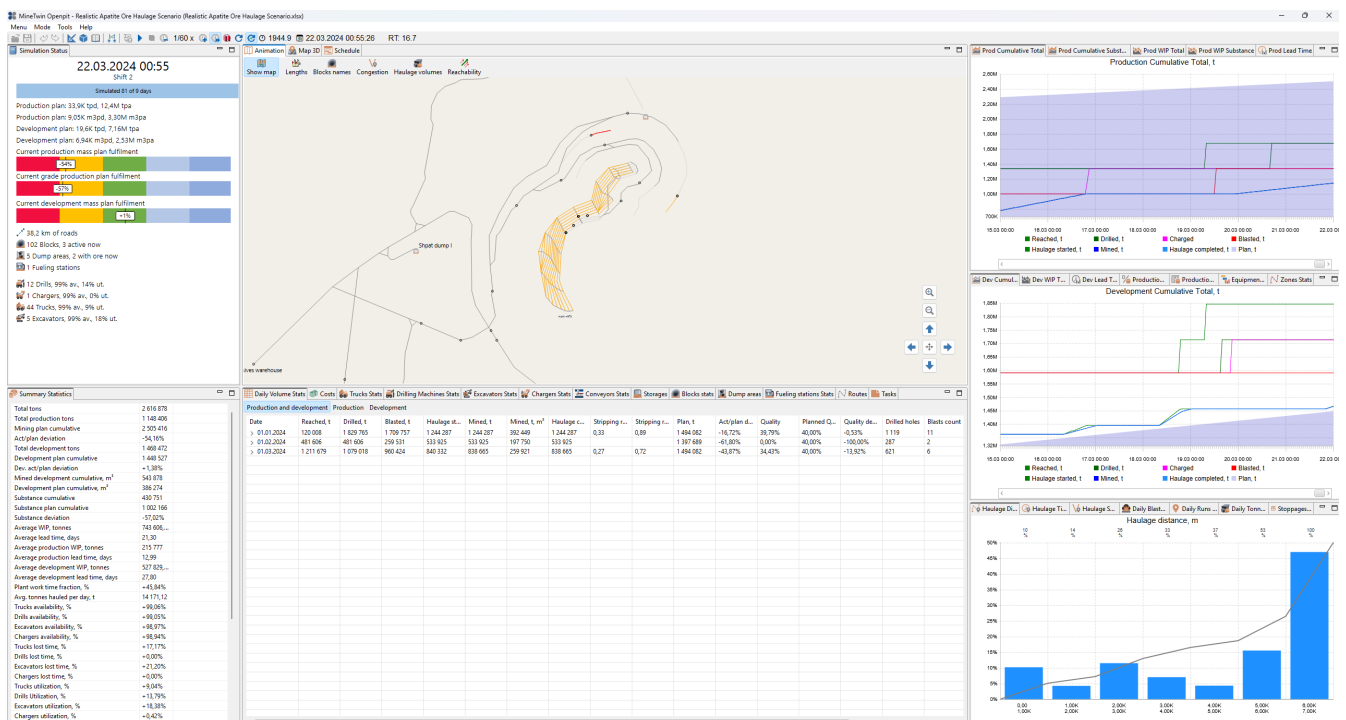 MineTwin Openpit - Realistic Apatite Ore Haulage Scenario (Realistic Apatite Ore Haulage Scenario.xlsx)
Menu Mode Tools Help
1/60 x 1944.9 22.03.2024 00:55:26 RT: 16.7
Simulation Status
22.03.2024 00:55
Shift 2
Simulated 81 of 9 days
Production plan: 33,9K tpd, 12,4M tpa
Production plan: 9,05K m3pd, 3,30M m3pa
Development plan: 19,6K tpd, 7,16M tpa
Development plan: 6,94K m3pd, 2,53M m3pa
Current production mass plan fulfilment
-54%
Current grade production plan fulfilment
-57%
Current development mass plan fulfilment
+1%
38,2 km of roads
102 Blocks, 3 active now
5 Dump areas, 2 with ore now
1 Fueling stations
12 Drills, 99% av., 14% ut.
1 Chargers, 99% av., 0% ut.
44 Trucks, 99% av., 9% ut.
5 Excavators, 99% av., 18% ut.
Animation Map 3D Schedule
Show map Lengths Blocks names Congestion Haulage volumes Reachability
Shpat dump I
ives warehouse
Prod Cumulative Total Prod Cumulative Subst... Prod WIP Total Prod WIP Substance Prod Lead Time
Production Cumulative Total, t
2.60M
2.40M
2.20M
2.00M
1.80M
1.60M
1.40M
1.20M
1.00M
700K
15.03 00:00 16.03 00:00 17.03 00:00 18.03 00:00 19.03 00:00 20.03 00:00 21.03 00:00 22.03 00
Reached, t Drilled, t Charged Blasted, t
Haulage started, t Mined, t Haulage completed, t Plan, t
Dev Cumul... Dev WIP T... Dev Lead T... Productio... Productio... Equipmen... Zones Stats
Development Cumulative Total, t
1.85M
1.78M
1.70M
1.60M
1.55M
1.48M
1.40M
1.32M
15.03 00:00 16.03 00:00 17.03 00:00 18.03 00:00 19.03 00:00 20.03 00:00 21.03 00:00 22.03 00
Reached, t Drilled, t Charged Blasted, t
Haulage started, t Mined, t Haulage completed, t Plan, t
Summary Statistics
Total tons 2 616 878
Total production tons 1 148 406
Mining plan cumulative 2 505 416
Act/plan deviation -54,16%
Total development tons 1 468 472
Development plan cumulative 1 448 527
Dev. act/plan deviation +1,38%
Mined development cumulative, m³ 543 878
Development plan cumulative, m³ 386 274
Substance cumulative 430 751
Substance plan cumulative 1 002 166
Substance deviation -57,02%
Average WIP, tonnes 743 606,...
Average lead time, days 21,30
Average production WIP, tonnes 215 777
Average production lead time, days 12,99
Average development WIP, tonnes 527 829,...
Average development lead time, days 27,80
Plant work time fraction, % +45,84%
Avg. tonnes hauled per day, t 14 171,12
Trucks availability, % +99,06%
Drills availability, % +99,05%
Excavators availability, % +98,97%
Chargers availability, % +98,94%
Trucks lost time, % +17,17%
Drills lost time, % +0,00%
Excavators lost time, % +21,20%
Chargers lost time, % +0,00%
Trucks utilization, % +9,04%
Drills Utilization, % +13,79%
Excavators utilization, % +18,38%
Chargers utilization, % +0,42%
Daily Volume Stats Costs Trucks Stats Drilling Machines Stats Excavators Stats Chargers Stats Conveyors Stats Storages Blocks stats Dump areas Fueling stations Stats Routes Tasks
Production and development Production Development
Date Reached, t Drilled, t Blasted, t Haulage st... Mined, t Mined, t, m³ Haulage c... Stripping r... Stripping r... Plan, t Act/plan d... Quality Planned Q... Quality de... Drilled holes Blasts count
01.01.2024 120 008 1 829 765 1 709 757 1 244 287 1 244 287 392 449 1 244 287 0,33 0,89 1 494 082 -16,72% 39,79% 40,00% -0,53% 1 119 11
01.02.2024 481 606 481 606 259 531 533 925 533 925 197 750 533 925 1 397 689 -61,80% 0,00% 40,00% -100,00% 287 2
01.03.2024 1 211 679 1 079 018 960 424 840 332 838 665 259 921 838 665 0,27 0,72 1 494 082 -43,87% 34,43% 40,00% -13,92% 621 6
Haulage Di... Haulage Ti... Haulage S... Daily Blast... Daily Runs ... Daily Tonn... Stoppages...
Haulage distance, m
10 % 14 % 26 % 33 % 37 % 53 % 100 %
50%
45%
40%
35%
30%
25%
20%
15%
10%
5%
0%
0,00 1,00K 2,00K 3,00K 4,00K 5,00K 6,00K
1,00K 2,00K 3,00K 4,00K 5,00K 6,00K 7,00K